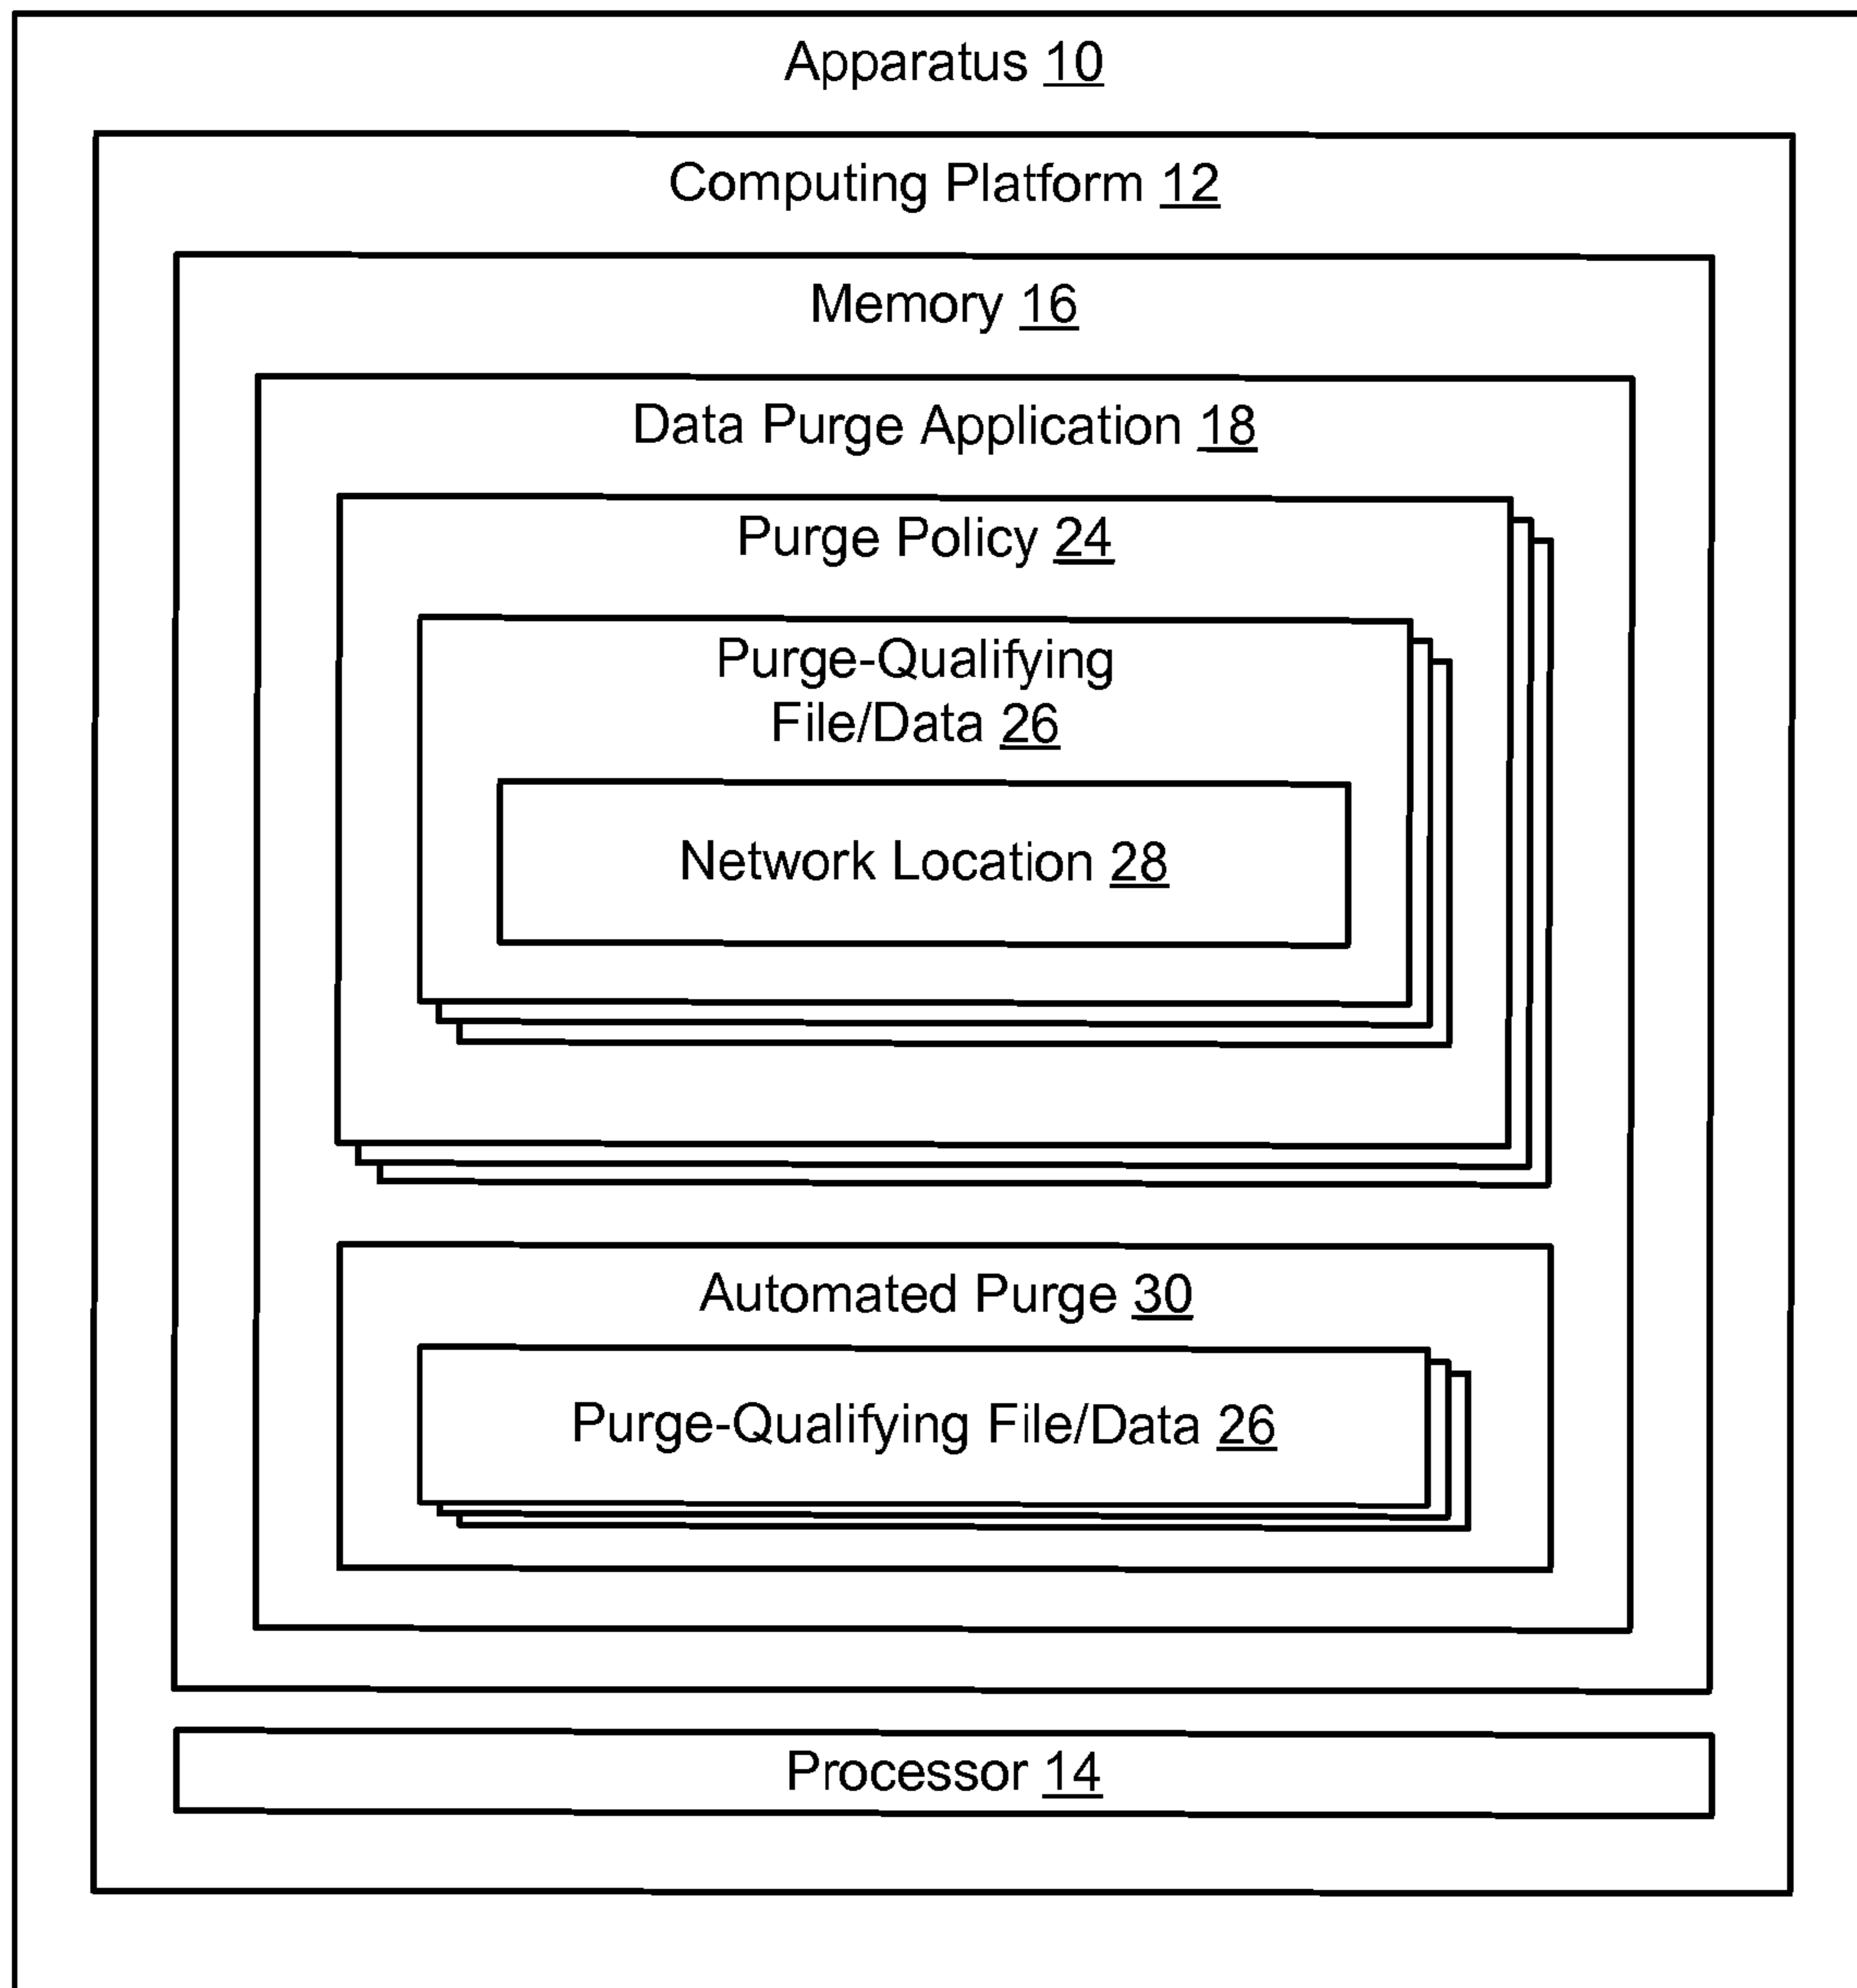 Apparatus 10
Computing Platform 12
Memory 16
Data Purge Application 18
Purge Policy 24
Purge-Qualifying
File/Data 26
Network Location 28
Automated Purge 30
Purge-Qualifying File/Data 26
Processor 14